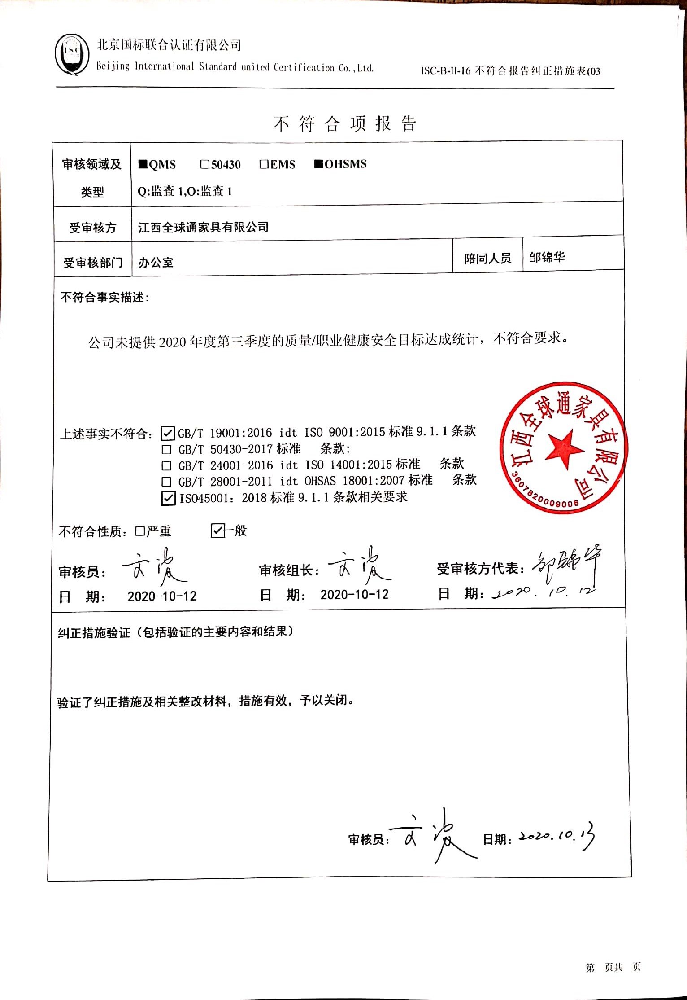 ISC
北京国标联合认证有限公司
Beijing International Standard united Certification Co.,Ltd.
ISC-B-II-16 不符合报告纠正措施表(03
不符合项报告
审核领域及类型
■QMS □50430 □EMS ■OHSMS
Q:监查 1,O:监查 1
受审核方 江西全球通家具有限公司
受审核部门 办公室 陪同人员 邹锦华
不符合事实描述:
公司未提供 2020 年度第三季度的质量/职业健康安全目标达成统计，不符合要求。
上述事实不符合: ☑GB/T 19001:2016 idt ISO 9001:2015 标准 9.1.1 条款
□ GB/T 50430-2017 标准 条款:
□ GB/T 24001-2016 idt ISO 14001:2015 标准 条款
□ GB/T 28001-2011 idt OHSAS 18001:2007 标准 条款
☑ISO45001: 2018 标准 9.1.1 条款相关要求
江西全球通家具有限公司
3607820009006
不符合性质: □严重 ☑一般
审核员: 文波 审核组长: 文波 受审核方代表: 邹锦华
日 期: 2020-10-12 日 期: 2020-10-12 日 期: 2020.10.12
纠正措施验证（包括验证的主要内容和结果）
验证了纠正措施及相关整改材料，措施有效，予以关闭。
审核员: 文波 日期: 2020.10.13
第 页共 页